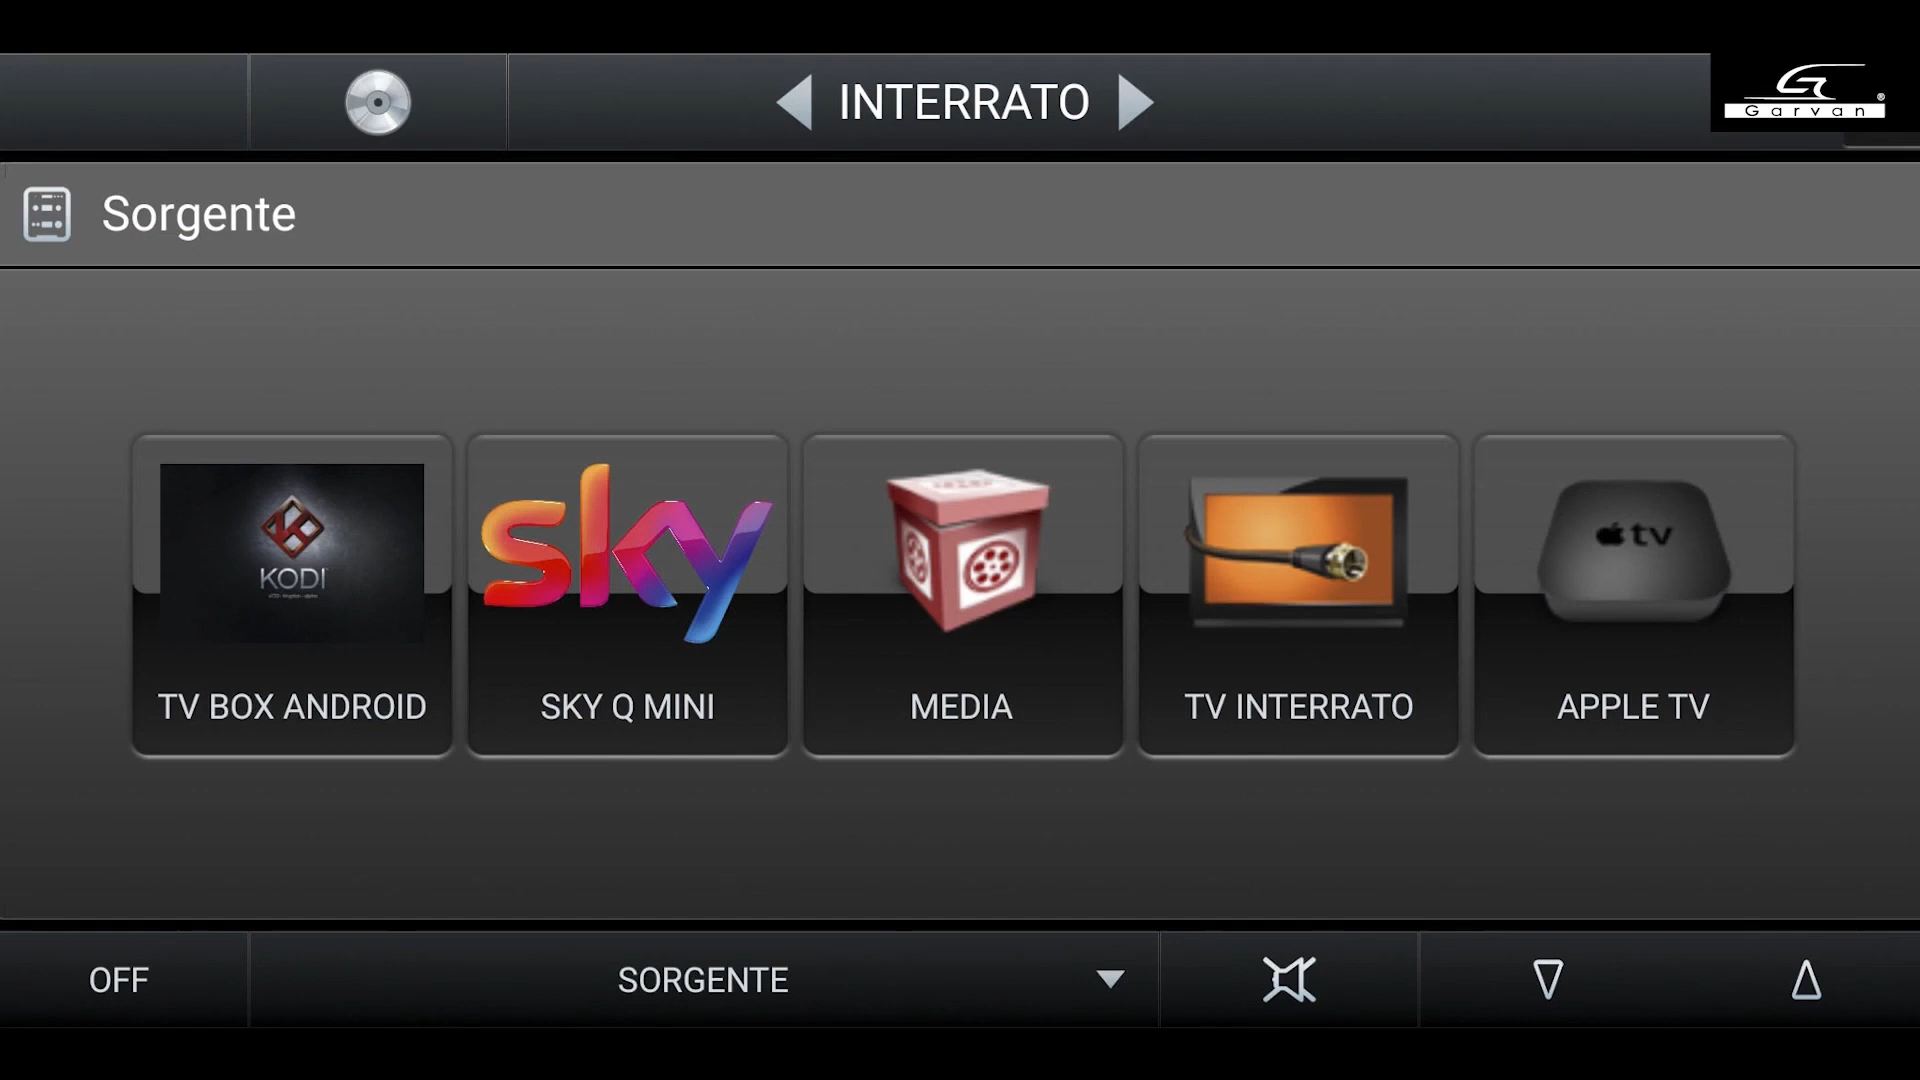 INTERRATO
Garvan®
Sorgente
KODI
sky
tv
TV BOX ANDROID
SKY Q MINI
MEDIA
TV INTERRATO
APPLE TV
OFF
SORGENTE